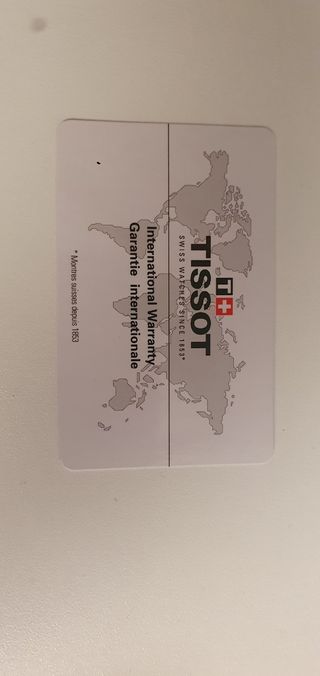 T+
TISSOT
SWISS WATCHES SINCE 1853*
International Warranty
Garantie internationale
* Montres suisses depuis 1853